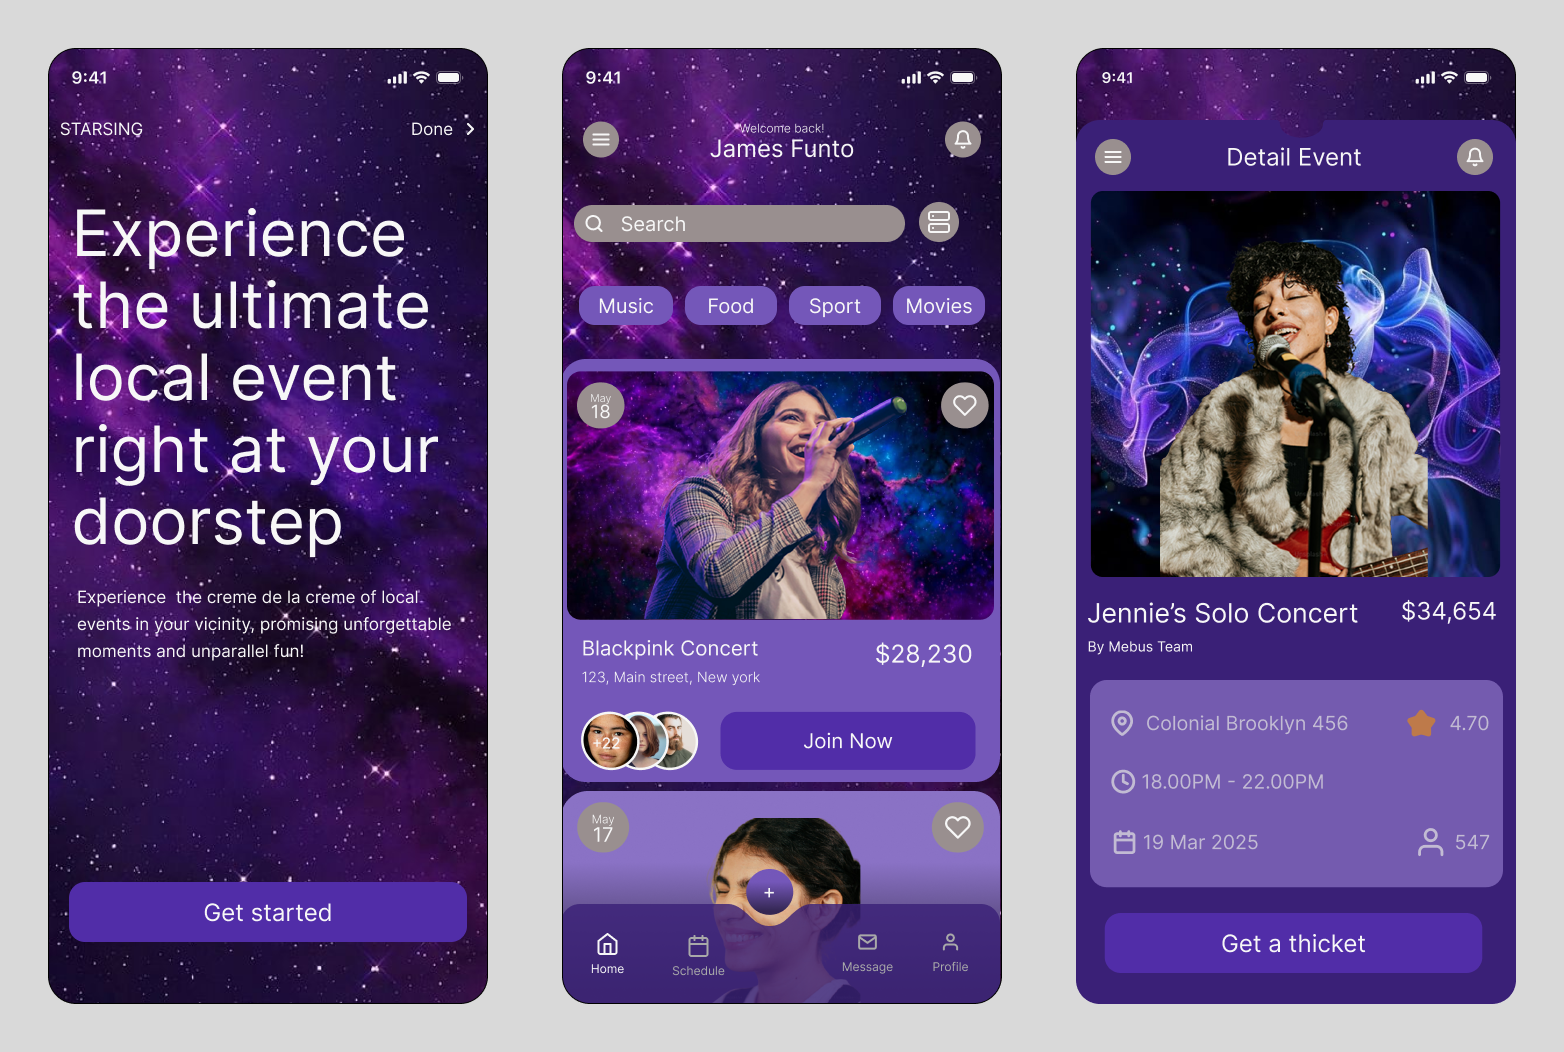 9:41
STARSING
Done
Experience
the ultimate
local event
right at your
doorstep
Experience  the creme de la creme of local
events in your vicinity, promising unforgettable
moments and unparallel fun!
Get started
9:41
Welcome back!
James Funto
Search
Music
Food
Sport
Movies
May
18
Blackpink Concert
$28,230
123, Main street, New york
+22
Join Now
May
17
+
Home
Schedule
Message
Profile
9:41
Detail Event
Jennie’s Solo Concert
$34,654
By Mebus Team
Colonial Brooklyn 456
4.70
18.00PM - 22.00PM
19 Mar 2025
547
Get a thicket